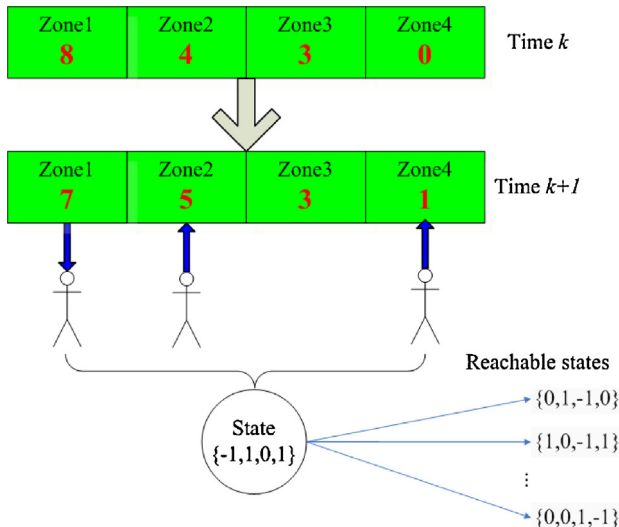 Zone1 Zone2 Zone3 Zone4
8 4 3 0
Time k
Zone1 Zone2 Zone3 Zone4
7 5 3 1
Time k+1
Reachable states
State
{-1,1,0,1}
{0,1,-1,0}
{1,0,-1,1}
⋮
{0,0,1,-1}